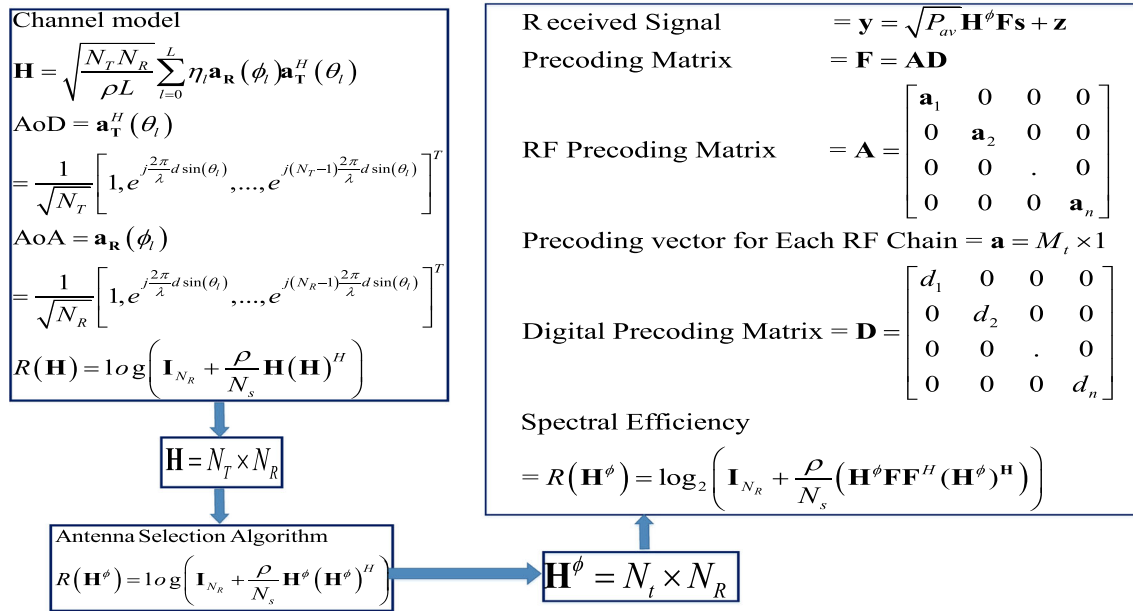 Channel model
𝐇 = √(N_T N_R / ρL) ∑_{l=0}^{L} η_l 𝐚_𝐑(ϕ_l) 𝐚_𝐓^H(θ_l)
AoD = 𝐚_𝐓^H(θ_l)
= 1/√N_T [1, e^{j (2π/λ) d sin(θ_l)}, ..., e^{j(N_T−1) (2π/λ) d sin(θ_l)}]^T
AoA = 𝐚_𝐑(ϕ_l)
= 1/√N_R [1, e^{j (2π/λ) d sin(θ_l)}, ..., e^{j(N_R−1) (2π/λ) d sin(θ_l)}]^T
R(𝐇) = log(𝐈_{N_R} + ρ/N_s 𝐇(𝐇)^H)
𝐇 = N_T × N_R
Antenna Selection Algorithm
R(𝐇^ϕ) = log(𝐈_{N_R} + ρ/N_s 𝐇^ϕ(𝐇^ϕ)^H)
𝐇^ϕ = N_t × N_R
Received Signal = 𝐲 = √P_{av} 𝐇^ϕ 𝐅𝐬 + 𝐳
Precoding Matrix = 𝐅 = 𝐀𝐃
RF Precoding Matrix = 𝐀 =
[𝐚_1 0 0 0
0 𝐚_2 0 0
0 0 . 0
0 0 0 𝐚_n]
Precoding vector for Each RF Chain = 𝐚 = M_t × 1
Digital Precoding Matrix = 𝐃 =
[d_1 0 0 0
0 d_2 0 0
0 0 . 0
0 0 0 d_n]
Spectral Efficiency
= R(𝐇^ϕ) = log_2(𝐈_{N_R} + ρ/N_s (𝐇^ϕ 𝐅𝐅^H (𝐇^ϕ)^𝐇))